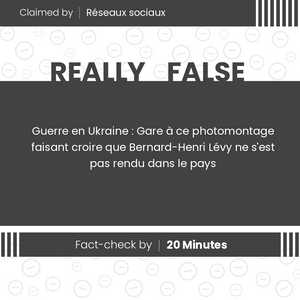 Claimed by | Réseaux sociaux
REALLY FALSE
Guerre en Ukraine : Gare à ce photomontage
faisant croire que Bernard-Henri Lévy ne s'est
pas rendu dans le pays
Fact-check by | 20 Minutes